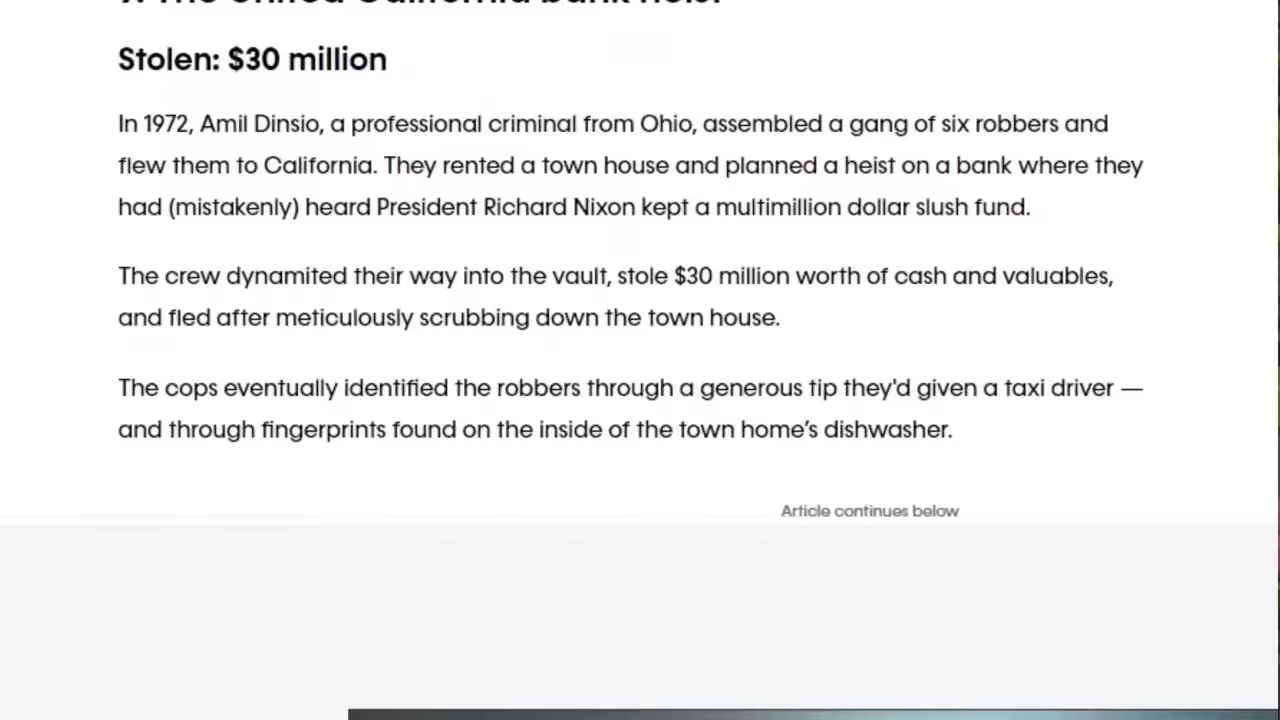 The United California bank heist
Stolen: $30 million
In 1972, Amil Dinsio, a professional criminal from Ohio, assembled a gang of six robbers and
flew them to California. They rented a town house and planned a heist on a bank where they
had (mistakenly) heard President Richard Nixon kept a multimillion dollar slush fund.
The crew dynamited their way into the vault, stole $30 million worth of cash and valuables,
and fled after meticulously scrubbing down the town house.
The cops eventually identified the robbers through a generous tip they'd given a taxi driver —
and through fingerprints found on the inside of the town home’s dishwasher.
Article continues below